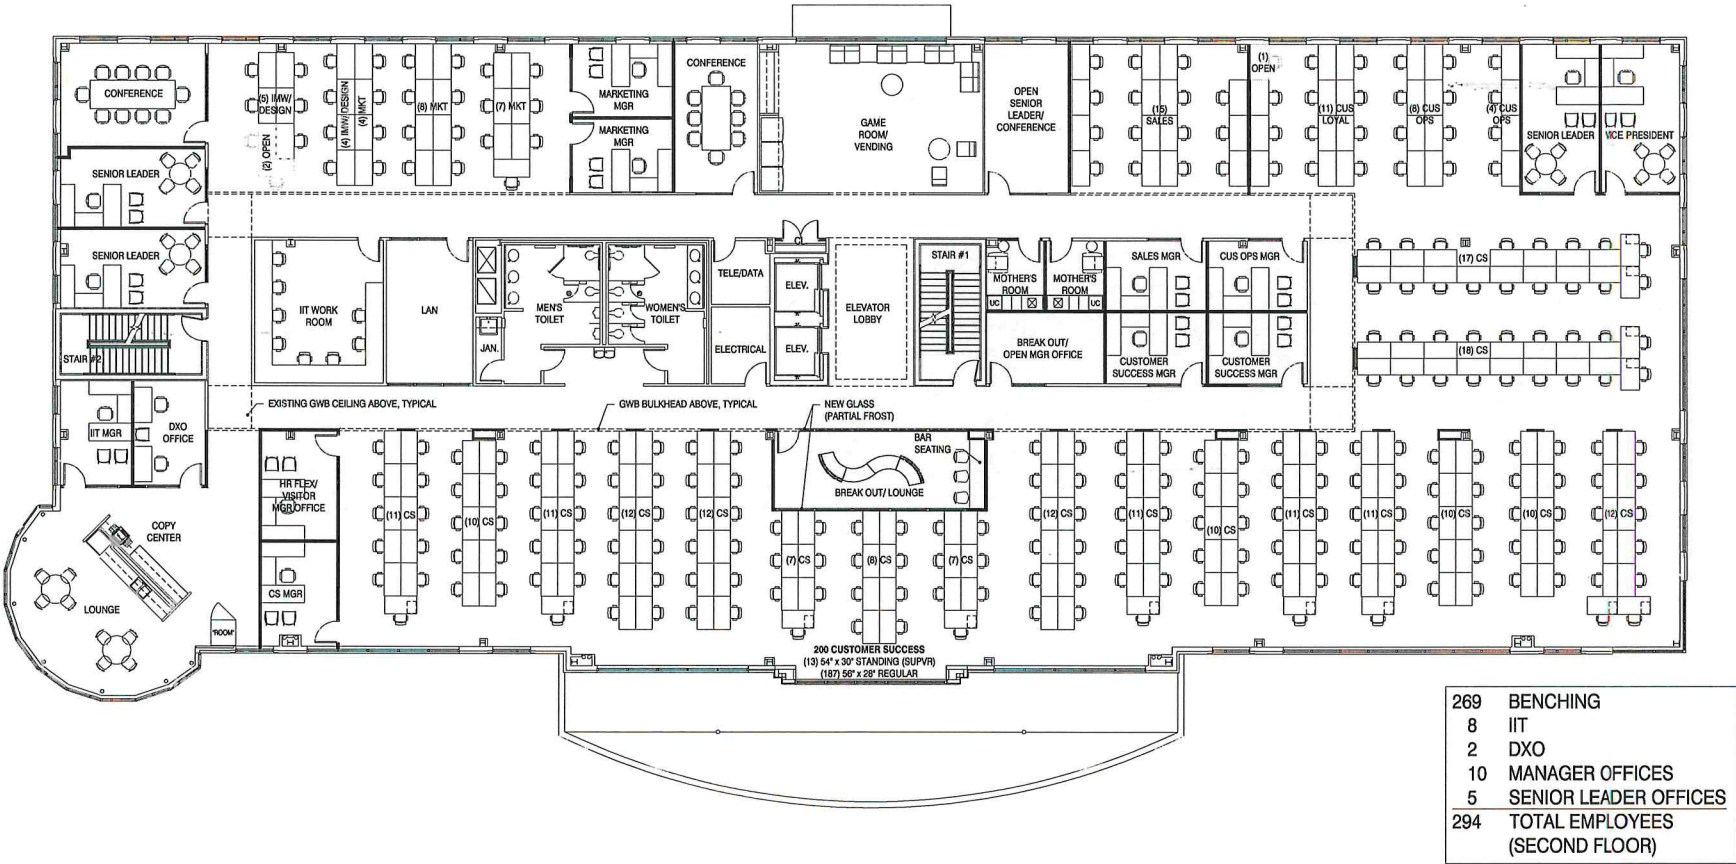 CONFERENCE
(5) IMW/
DESIGN
(2) OPEN
(4) IMW/ DESIGN
(4) MKT
(8) MKT
(7) MKT
MARKETING
MGR
MARKETING
MGR
CONFERENCE
GAME
ROOM/
VENDING
OPEN
SENIOR
LEADER/
CONFERENCE
(15)
SALES
(1)
OPEN
(11) CUS
LOYAL
(8) CUS
OPS
(4) CUS
OPS
SENIOR LEADER
VICE PRESIDENT
SENIOR LEADER
SENIOR LEADER
STAIR #2
IIT WORK
ROOM
LAN
JAN.
MEN'S
TOILET
WOMEN'S
TOILET
TELE/DATA
ELECTRICAL
ELEV.
ELEV.
ELEVATOR
LOBBY
STAIR #1
MOTHER'S
ROOM
UC
MOTHER'S
ROOM
UC
BREAK OUT/
OPEN MGR OFFICE
SALES MGR
CUS OPS MGR
CUSTOMER
SUCCESS MGR
CUSTOMER
SUCCESS MGR
(17) CS
(18) CS
EXISTING GWB CEILING ABOVE, TYPICAL
GWB BULKHEAD ABOVE, TYPICAL
NEW GLASS
(PARTIAL FROST)
IIT MGR
DXO
OFFICE
HR FLEX/
VISITOR
MGR OFFICE
CS MGR
COPY
CENTER
LOUNGE
"ROOM"
BAR
SEATING
BREAK OUT/ LOUNGE
(11) CS
(10) CS
(11) CS
(12) CS
(12) CS
(7) CS
(8) CS
(7) CS
(12) CS
(11) CS
(10) CS
(11) CS
(11) CS
(10) CS
(10) CS
(12) CS
200 CUSTOMER SUCCESS
(13) 54" x 30" STANDING (SUPVR)
(187) 56" x 28" REGULAR
269 BENCHING
8 IIT
2 DXO
10 MANAGER OFFICES
5 SENIOR LEADER OFFICES
294 TOTAL EMPLOYEES
(SECOND FLOOR)